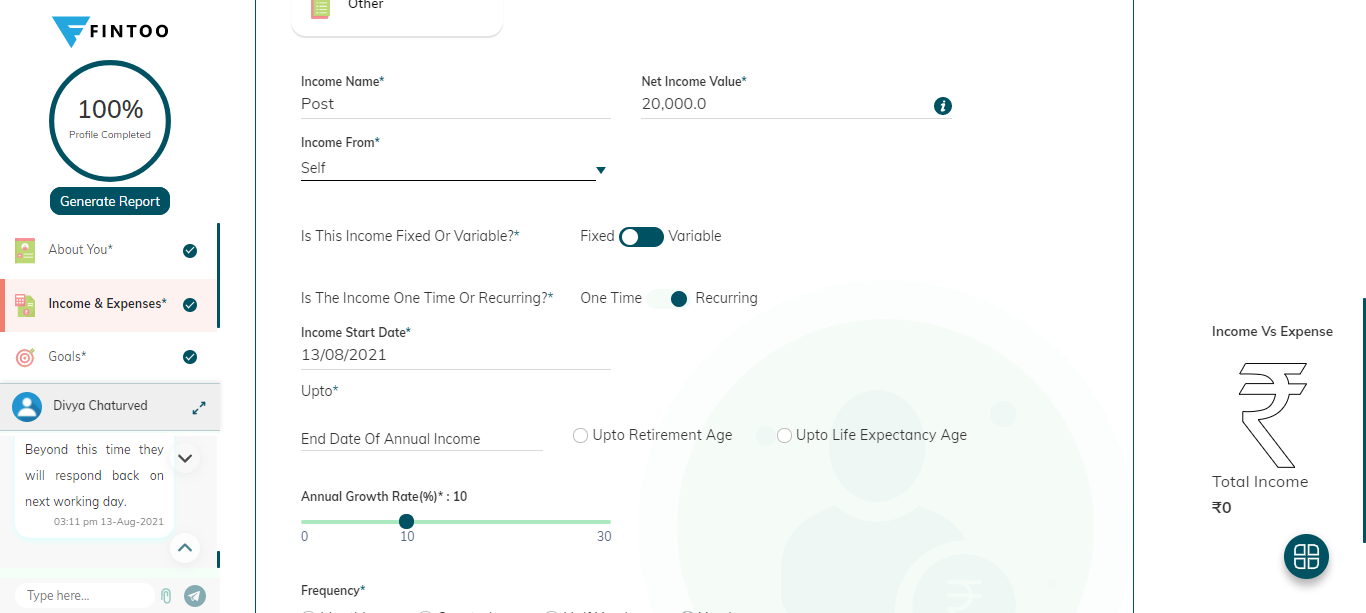 FINTOO
100%
Profile Completed
Generate Report
About You*
Income & Expenses*
Goals*
Divya Chaturved
Beyond this time they
will respond back on
next working day.
03:11 pm 13-Aug-2021
Type here...
Other
Income Name*
Post
Net Income Value*
20,000.0
i
Income From*
Self
Is This Income Fixed Or Variable?* Fixed Variable
Is The Income One Time Or Recurring?* One Time Recurring
Income Start Date*
13/08/2021
Upto*
End Date Of Annual Income Upto Retirement Age Upto Life Expectancy Age
Annual Growth Rate(%)* : 10
0 10 30
Frequency*
Income Vs Expense
₹
Total Income
₹0